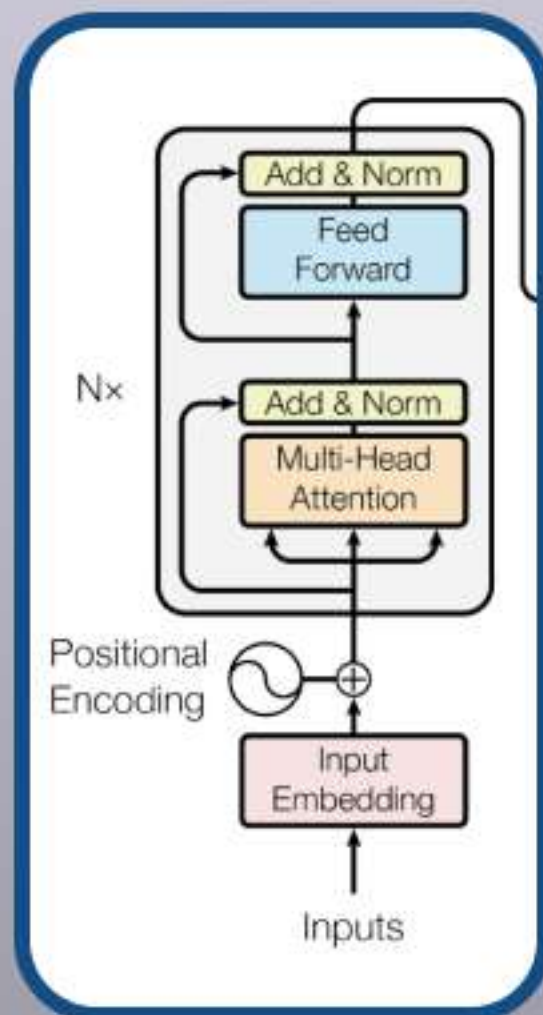 Add & Norm
Feed
Forward
Nx
Add & Norm
Multi-Head
Attention
Positional
Encoding
Input
Embedding
Inputs